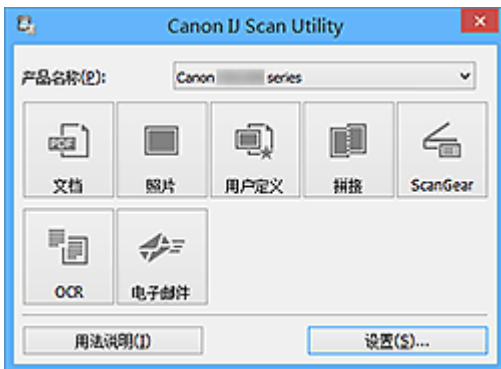 Canon IJ Scan Utility
产品名称(P): Canon series
文档 照片 用户定义 拼接 ScanGear
OCR 电子邮件
用法说明(I) 设置(S)...